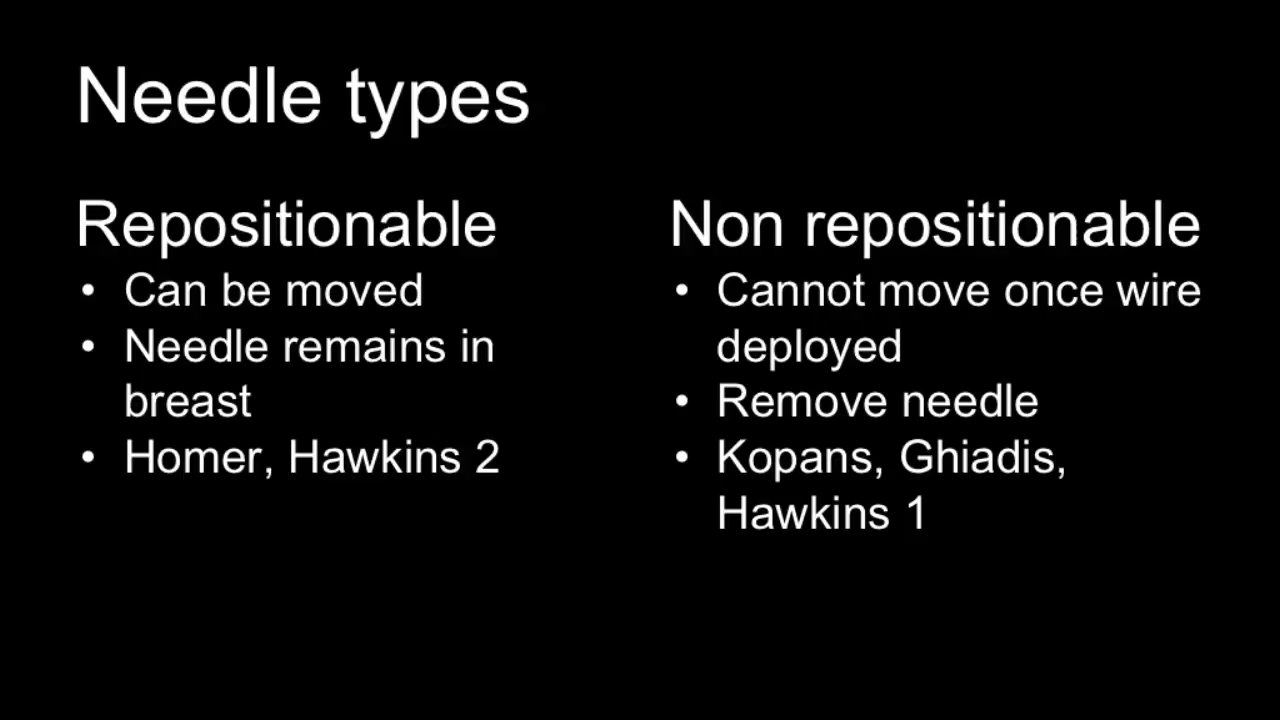 Needle types
Repositionable
• Can be moved
• Needle remains in
breast
• Homer, Hawkins 2
Non repositionable
• Cannot move once wire
deployed
• Remove needle
• Kopans, Ghiadis,
Hawkins 1